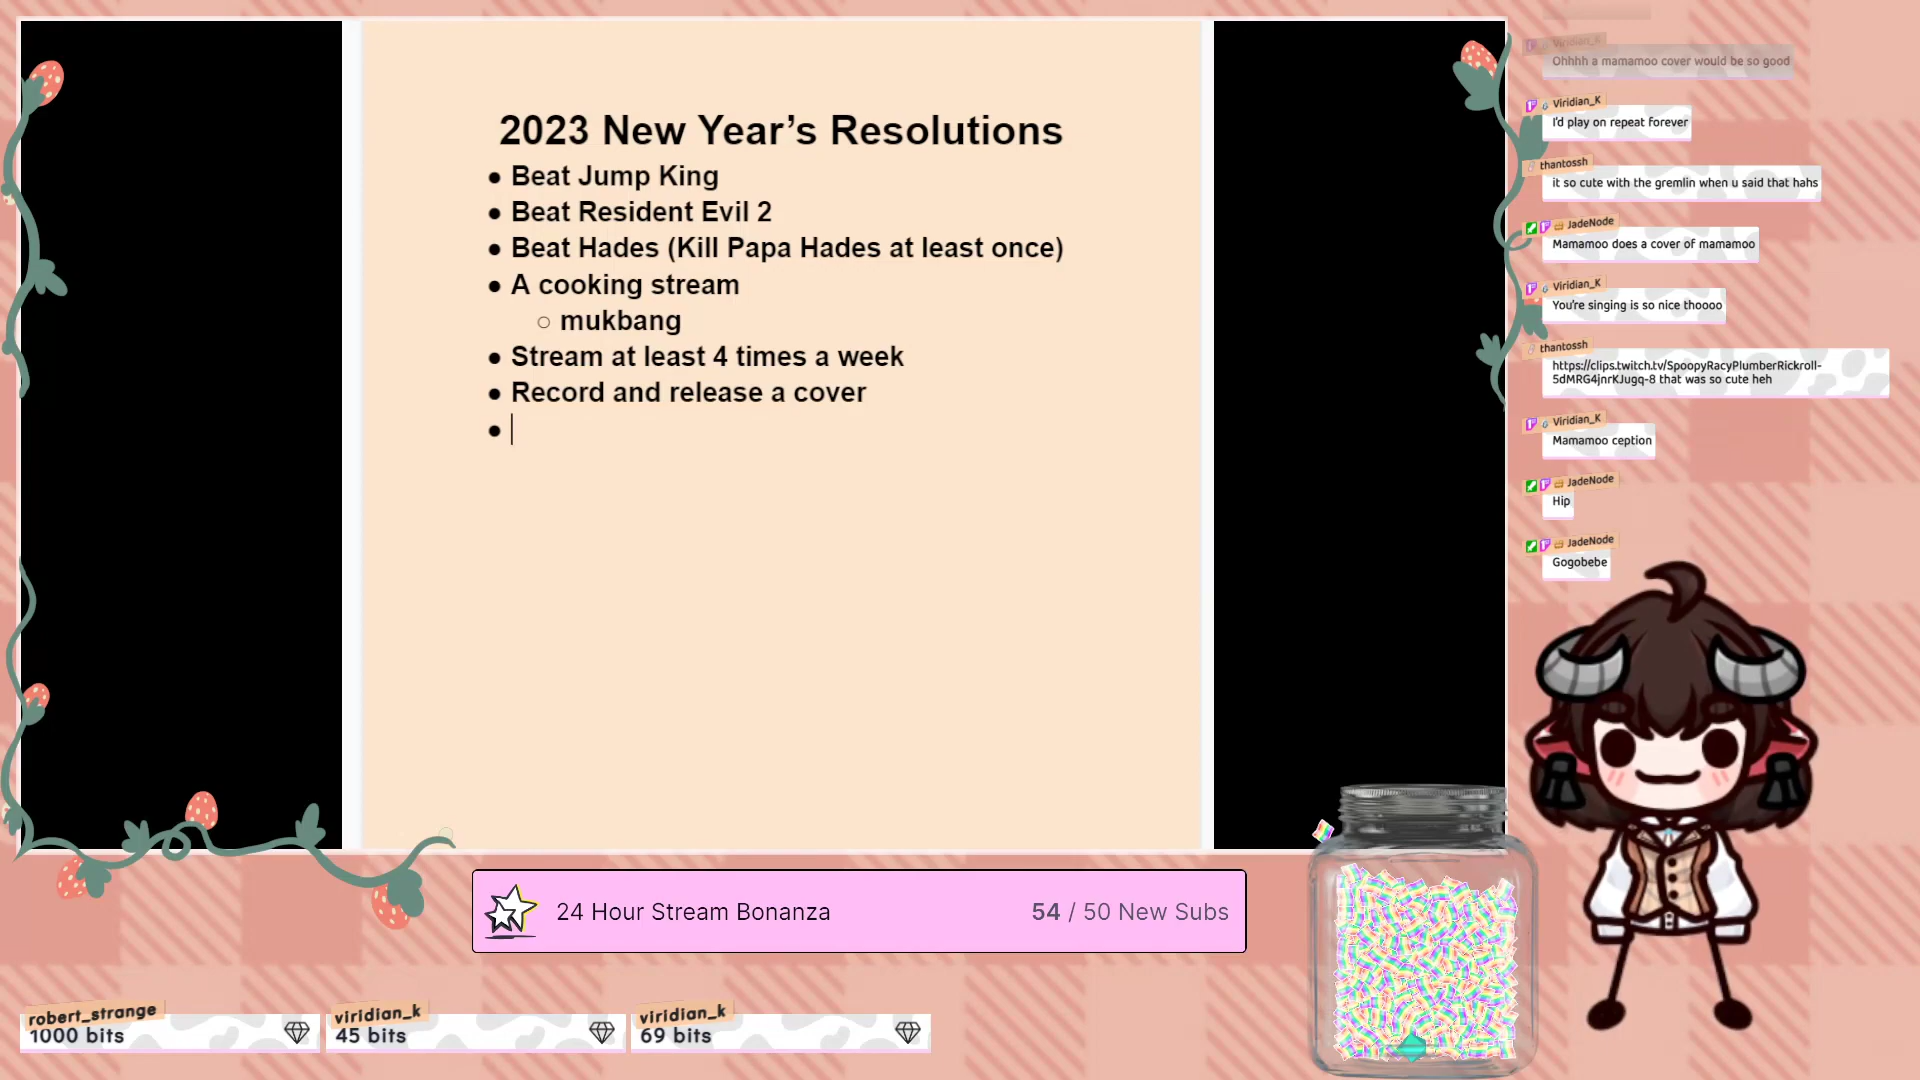 2023 New Year’s Resolutions
● Beat Jump King
● Beat Resident Evil 2
● Beat Hades (Kill Papa Hades at least once)
● A cooking stream
○ mukbang
● Stream at least 4 times a week
● Record and release a cover
●
Viridian_K
Ohhhh a mamamoo cover would be so good
Viridian_K
I'd play on repeat forever
thantossh
it so cute with the gremlin when u said that hahs
JadeNode
Mamamoo does a cover of mamamoo
Viridian_K
You're singing is so nice thoooo
thantossh
https://clips.twitch.tv/SpoopyRacyPlumberRickroll-
5dMRG4jnrKJugq-8 that was so cute heh
Viridian_K
Mamamoo ception
JadeNode
Hip
JadeNode
Gogobebe
24 Hour Stream Bonanza
54 / 50 New Subs
robert_strange
1000 bits
viridian_k
45 bits
viridian_k
69 bits